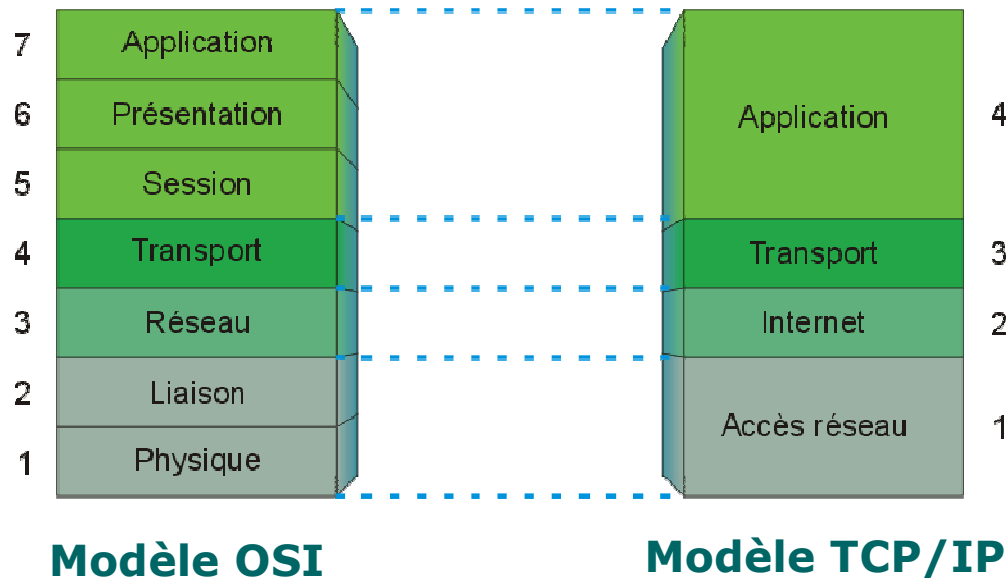 7 Application
6 Présentation
5 Session
4 Transport
3 Réseau
2 Liaison
1 Physique
Modèle OSI
Application 4
Transport 3
Internet 2
Accès réseau 1
Modèle TCP/IP